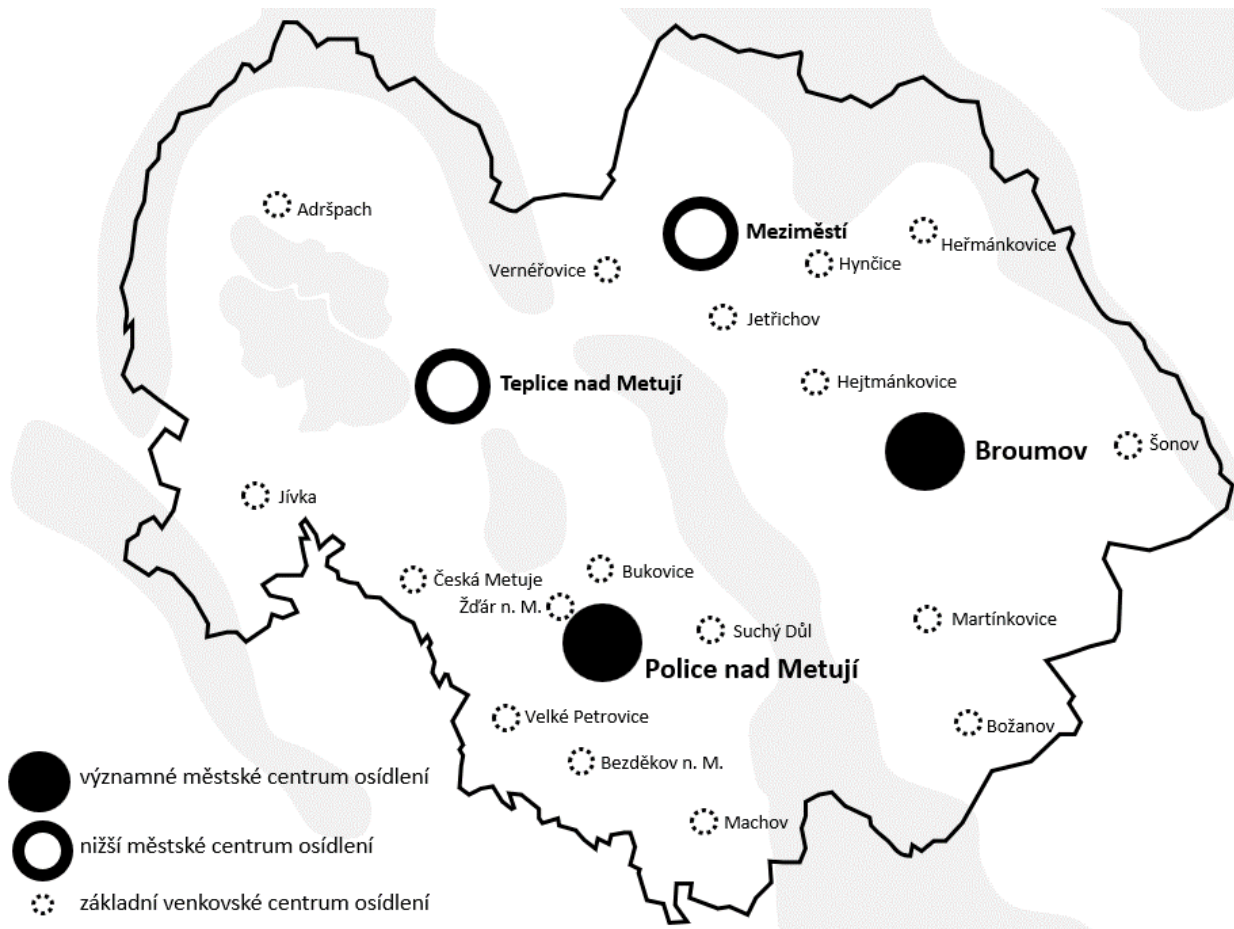 Adršpach
Meziměstí
Heřmánkovice
Vernéřovice
Hynčice
Jetřichov
Teplice nad Metují
Hejtmánkovice
Broumov
Šonov
Jívka
Česká Metuje
Bukovice
Žďár n. M.
Martínkovice
Suchý Důl
Police nad Metují
Velké Petrovice
Božanov
Bezděkov n. M.
Machov
významné městské centrum osídlení
nižší městské centrum osídlení
základní venkovské centrum osídlení